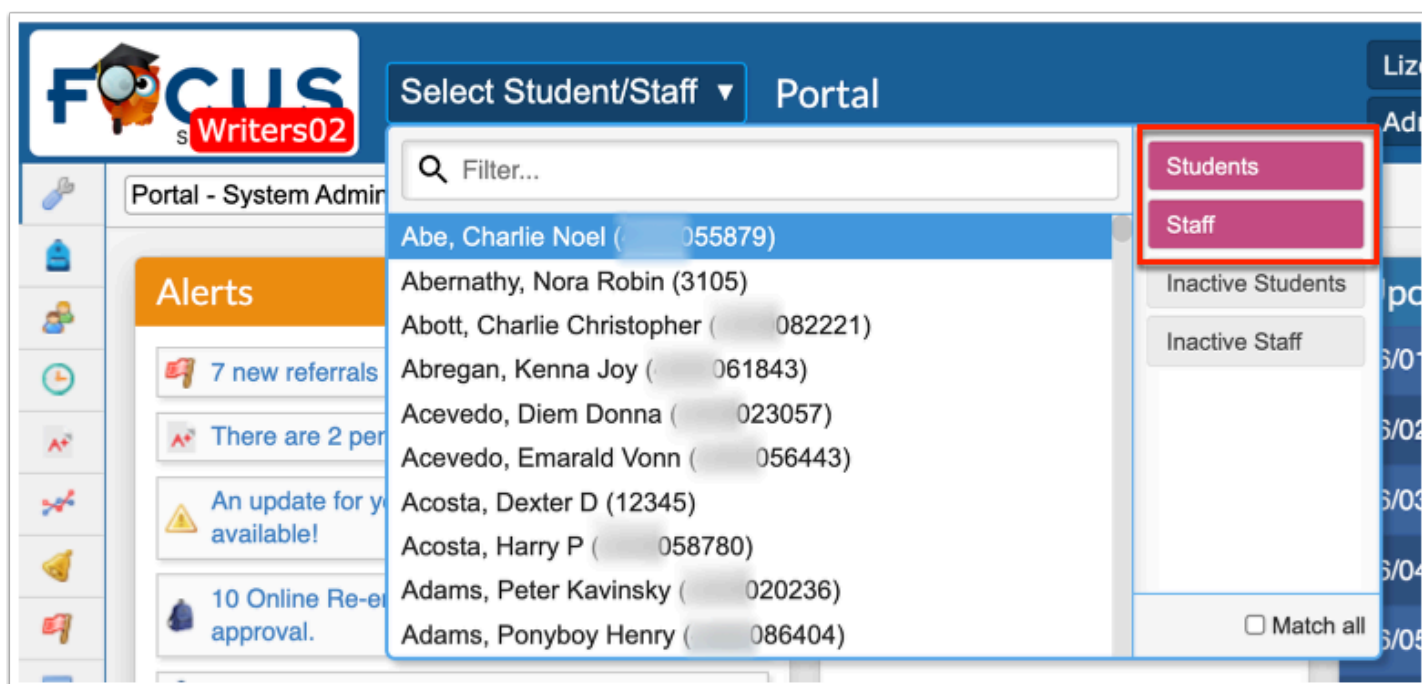 FOCUS
Writers02
Select Student/Staff ▼
Portal
Filter...
Students
Staff
Inactive Students
Inactive Staff
Match all
Portal - System Admin
Abe, Charlie Noel ( 055879)
Abernathy, Nora Robin (3105)
Abott, Charlie Christopher ( 082221)
Abregan, Kenna Joy ( 061843)
Acevedo, Diem Donna ( 023057)
Acevedo, Emarald Vonn ( 056443)
Acosta, Dexter D (12345)
Acosta, Harry P ( 058780)
Adams, Peter Kavinsky ( 020236)
Adams, Ponyboy Henry ( 086404)
Alerts
7 new referrals
There are 2 per
An update for y
available!
10 Online Re-e
approval.